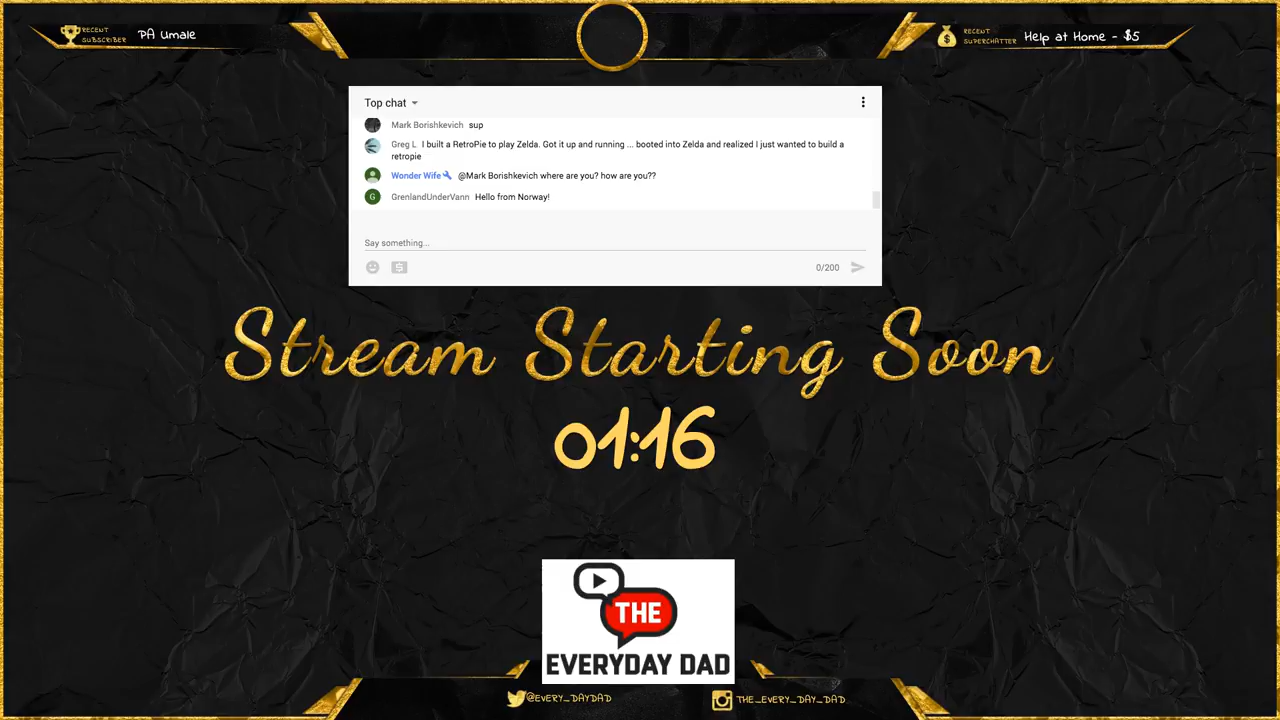 RECENT
SUBSCRIBER
PA Umale
RECENT
SUPERCHATTER
Help at Home - $5
Top chat
Mark Borishkevich sup
Greg L I built a RetroPie to play Zelda. Got it up and running ... booted into Zelda and realized I just wanted to build a
retropie
Wonder Wife @Mark Borishkevich where are you? how are you??
G GrenlandUnderVann Hello from Norway!
Say something...
0/200
Stream Starting Soon
01:16
THE
EVERYDAY DAD
@EVERY_DAYDAD
THE_EVERY_DAY_DAD